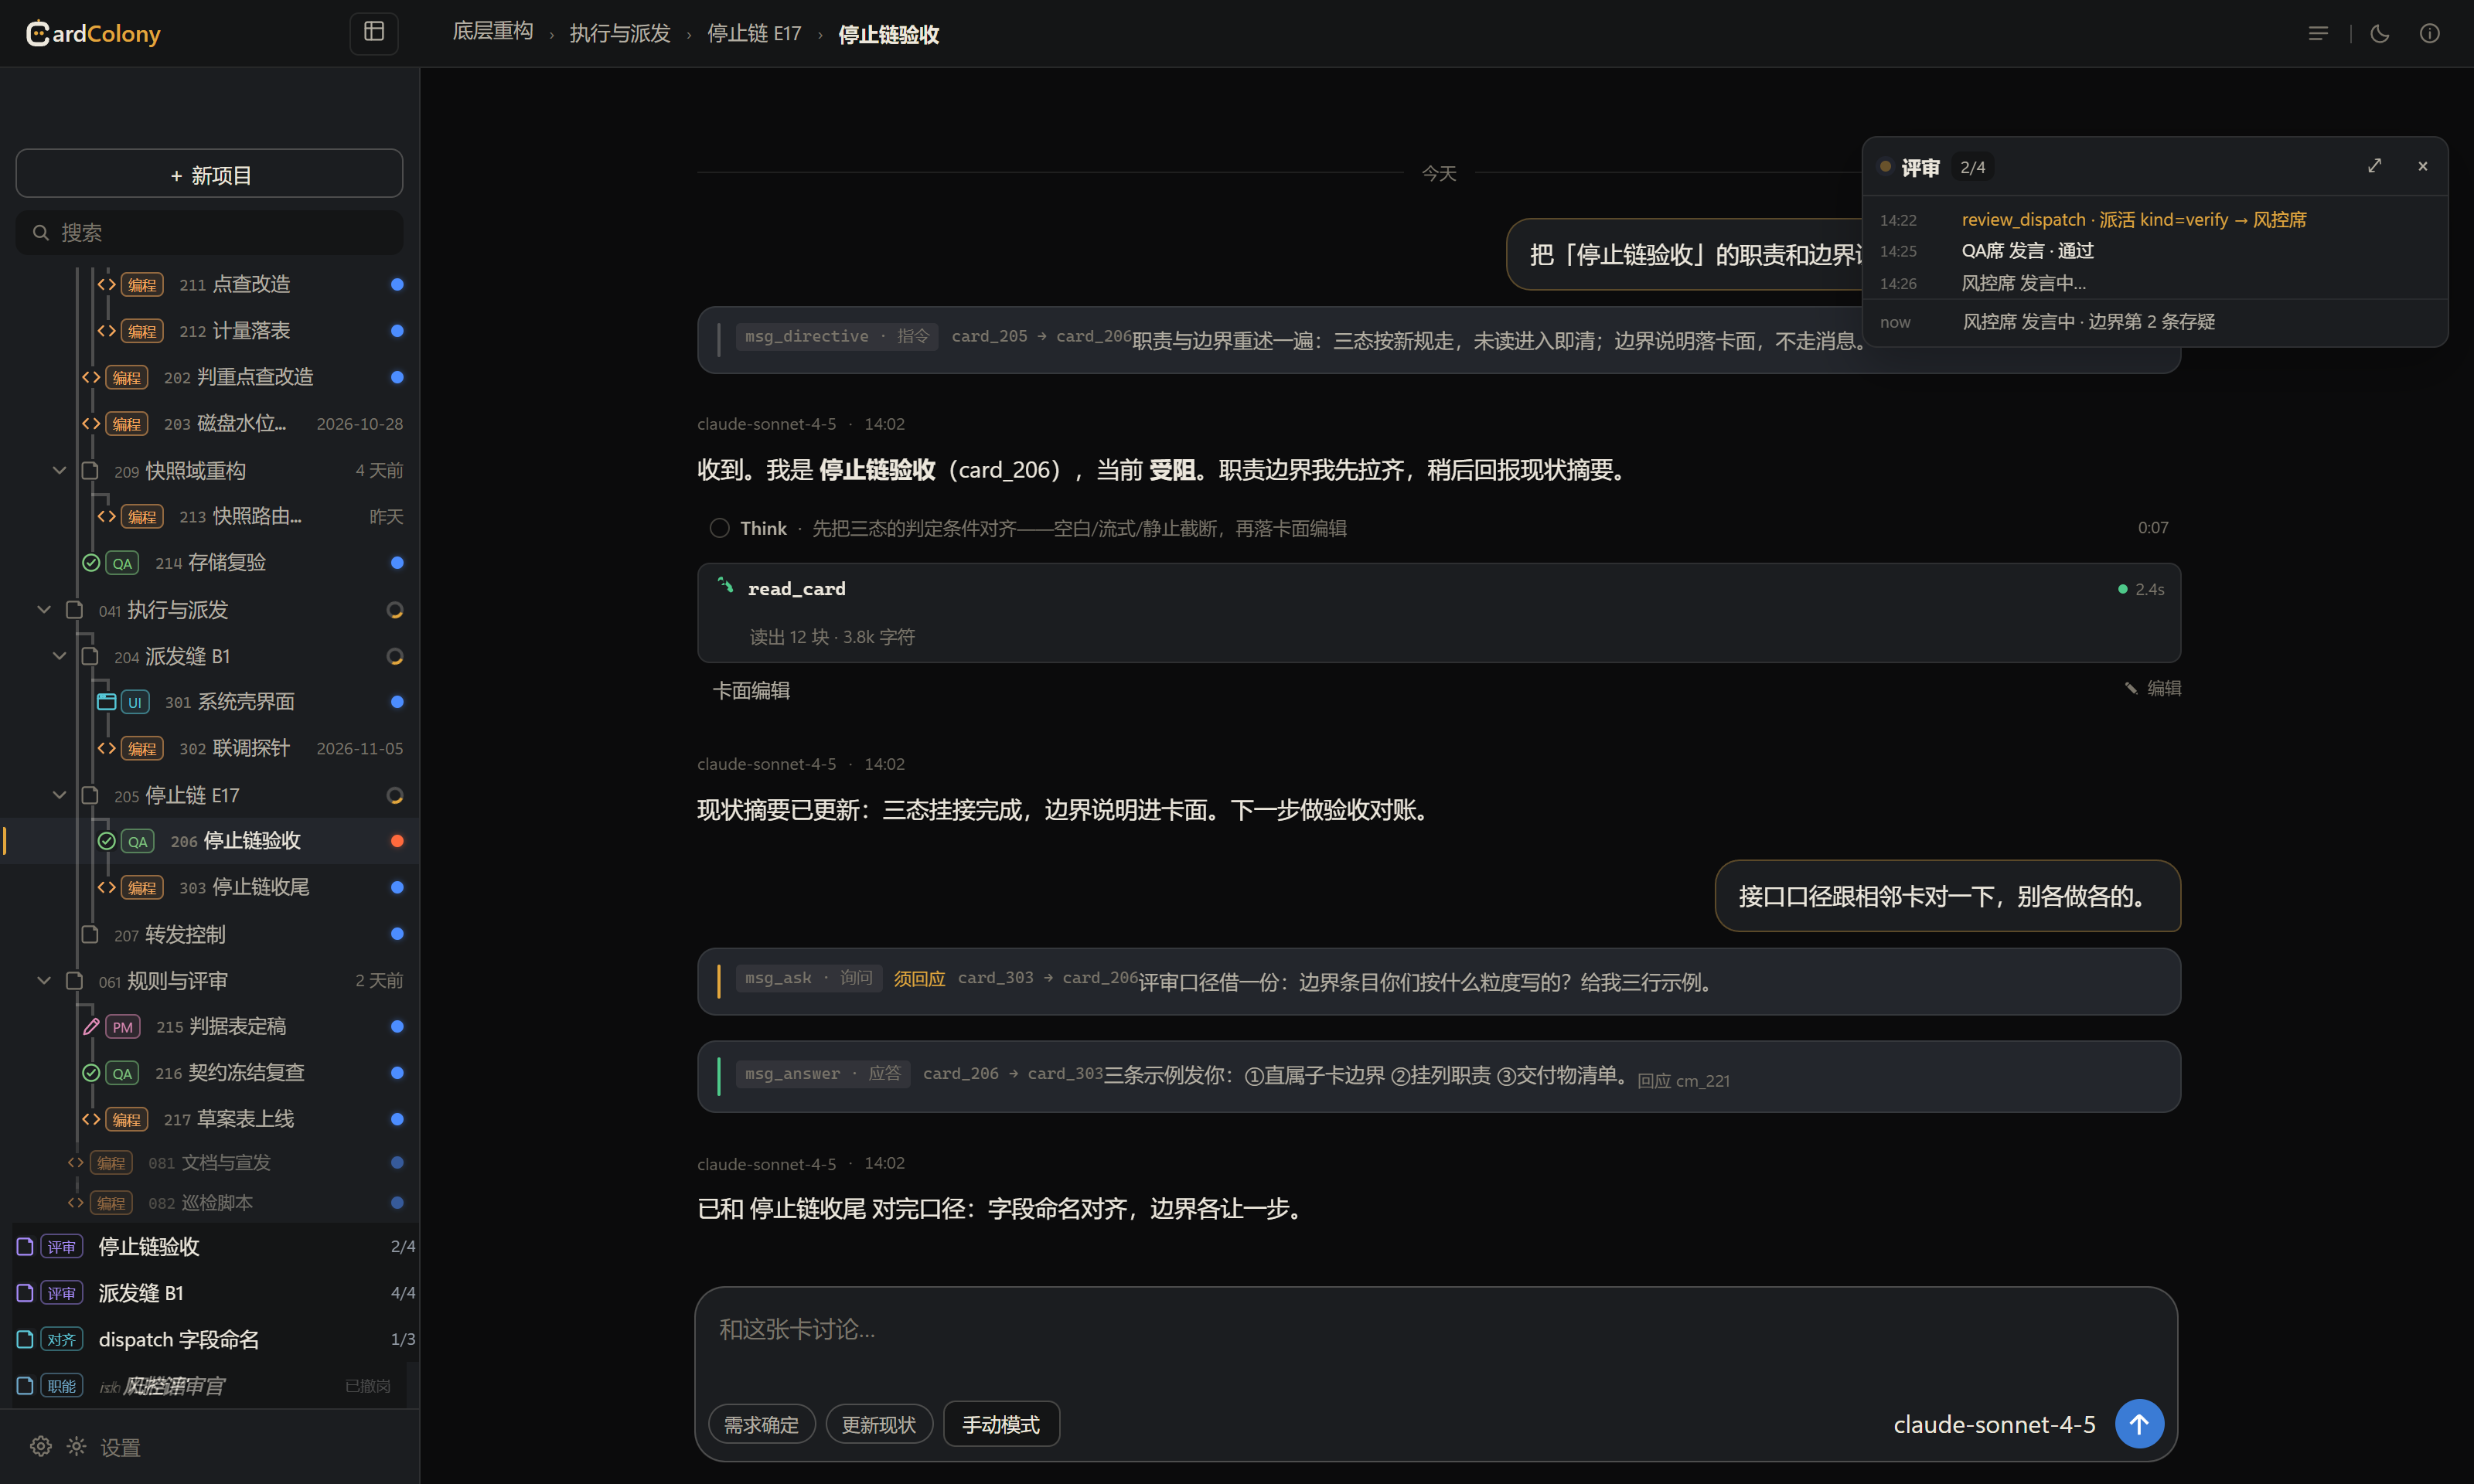 CardColony
底层重构 › 执行与派发 › 停止链 E17 › 停止链验收
+ 新项目
搜索
编程 211 点查改造
编程 212 计量落表
编程 202 判重点查改造
编程 203 磁盘水位... 2026-10-28
209 快照域重构 4 天前
编程 213 快照路由... 昨天
QA 214 存储复验
041 执行与派发
204 派发缝 B1
UI 301 系统壳界面
编程 302 联调探针 2026-11-05
205 停止链 E17
QA 206 停止链验收
编程 303 停止链收尾
207 转发控制
061 规则与评审 2 天前
PM 215 判据表定稿
QA 216 契约冻结复查
编程 217 草案表上线
编程 081 文档与宣发
编程 082 巡检脚本
评审 停止链验收 2/4
评审 派发缝 B1 4/4
对齐 dispatch 字段命名 1/3
职能 审官 已撤岗
设置
今天
把「停止链验收」的职责和边界
msg_directive · 指令 card_205 → card_206职责与边界重述一遍：三态按新规走，未读进入即清；边界说明落卡面，不走消息。
claude-sonnet-4-5 · 14:02
收到。我是 停止链验收（card_206），当前 受阻。职责边界我先拉齐，稍后回报现状摘要。
Think · 先把三态的判定条件对齐——空白/流式/静止截断，再落卡面编辑 0:07
read_card 2.4s
读出 12 块 · 3.8k 字符
卡面编辑 编辑
claude-sonnet-4-5 · 14:02
现状摘要已更新：三态挂接完成，边界说明进卡面。下一步做验收对账。
接口口径跟相邻卡对一下，别各做各的。
msg_ask · 询问 须回应 card_303 → card_206评审口径借一份：边界条目你们按什么粒度写的？给我三行示例。
msg_answer · 应答 card_206 → card_303三条示例发你：①直属子卡边界 ②挂列职责 ③交付物清单。回应 cm_221
claude-sonnet-4-5 · 14:02
已和 停止链收尾 对完口径：字段命名对齐，边界各让一步。
和这张卡讨论...
需求确定 更新现状 手动模式 claude-sonnet-4-5
评审 2/4 ×
14:22 review_dispatch · 派活 kind=verify → 风控席
14:25 QA席 发言 · 通过
14:26 风控席 发言中...
now 风控席 发言中 · 边界第 2 条存疑